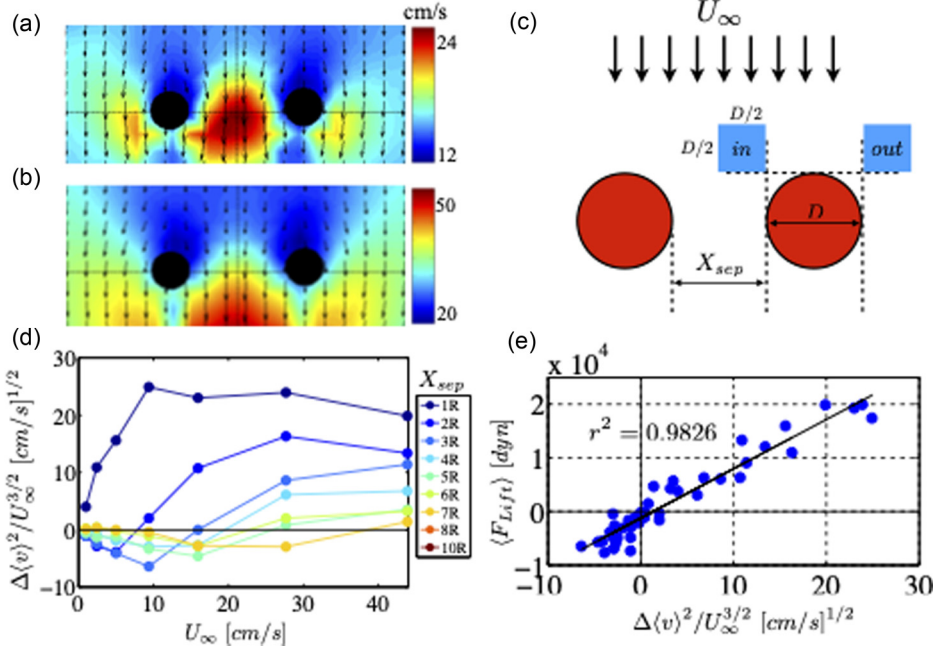 (a)
cm/s
24
12
(b)
50
20
(c)
U∞
D/2
D/2
in
out
D
X_sep
(d)
Δ⟨v⟩²/U∞^{3/2} [cm/s]^{1/2}
30
20
10
0
−10
0
10
20
30
40
U∞ [cm/s]
X_sep
1R
2R
3R
4R
5R
6R
7R
8R
10R
(e)
x 10⁴
⟨F_Lift⟩ [dyn]
2
1
0
−1
r² = 0.9826
−10
0
10
20
30
Δ⟨v⟩²/U∞^{3/2} [cm/s]^{1/2}